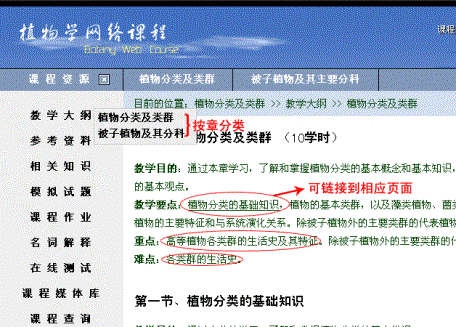 植物学网络课程
Botany Web Course
课程
课程资源
植物分类及类群
被子植物及其主要分科
目前的位置：植物分类及类群 >> 教学大纲 >> 植物分类及类群
教学大纲
植物分类及类群
被子植物及其分科
按章分类
物分类及类群 （10学时）
参考资料
相关知识
模拟试题
课程作业
名词解释
在线测试
课程媒体库
课程查询
教学目的：通过本章学习，了解和掌握植物分类的基本概念和基本知识，
的基本观点。
可链接到相应页面
教学要点：植物分类的基础知识，植物的基本类群，以及藻类植物、菌类
植物的主要特征和与系统演化关系。除被子植物外的主要类群的代表植物
重点：高等植物各类群的生活史及其特征。除被子植物外的主要类群的
难点：各类群的生活史。
第一节、植物分类的基础知识